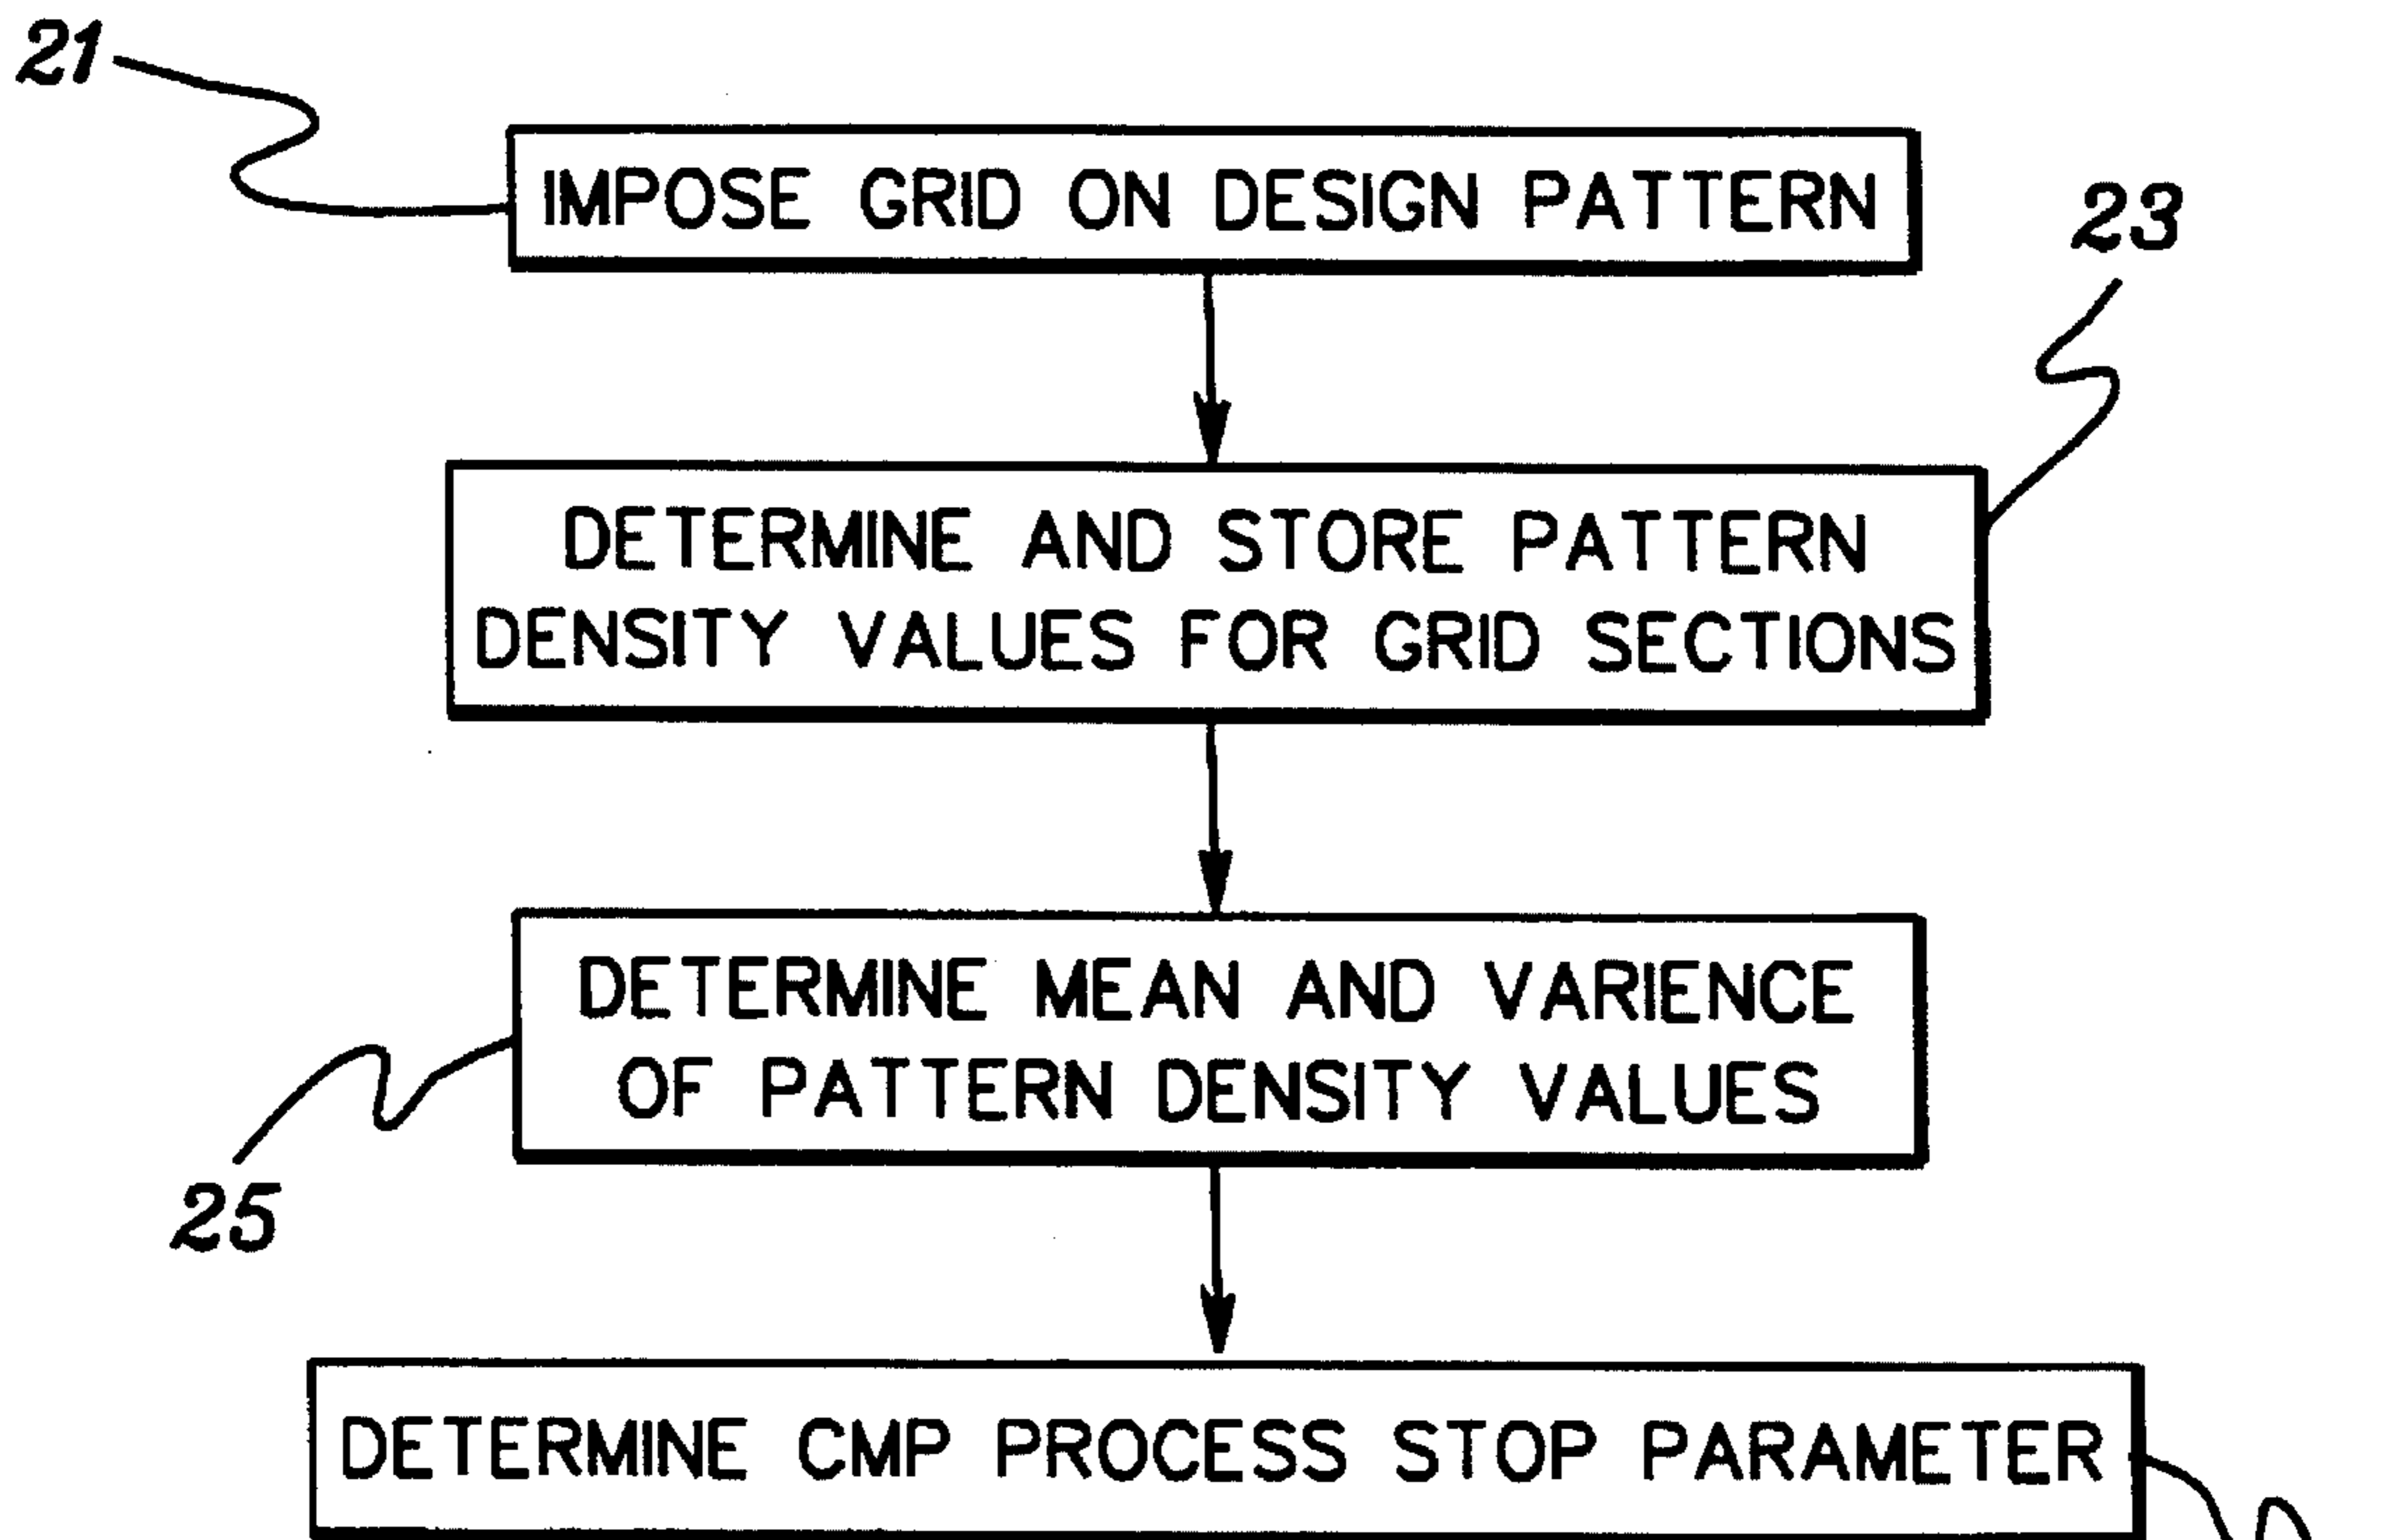 21
IMPOSE GRID ON DESIGN PATTERN
23
DETERMINE AND STORE PATTERN
DENSITY VALUES FOR GRID SECTIONS
DETERMINE MEAN AND VARIENCE
OF PATTERN DENSITY VALUES
25
DETERMINE CMP PROCESS STOP PARAMETER